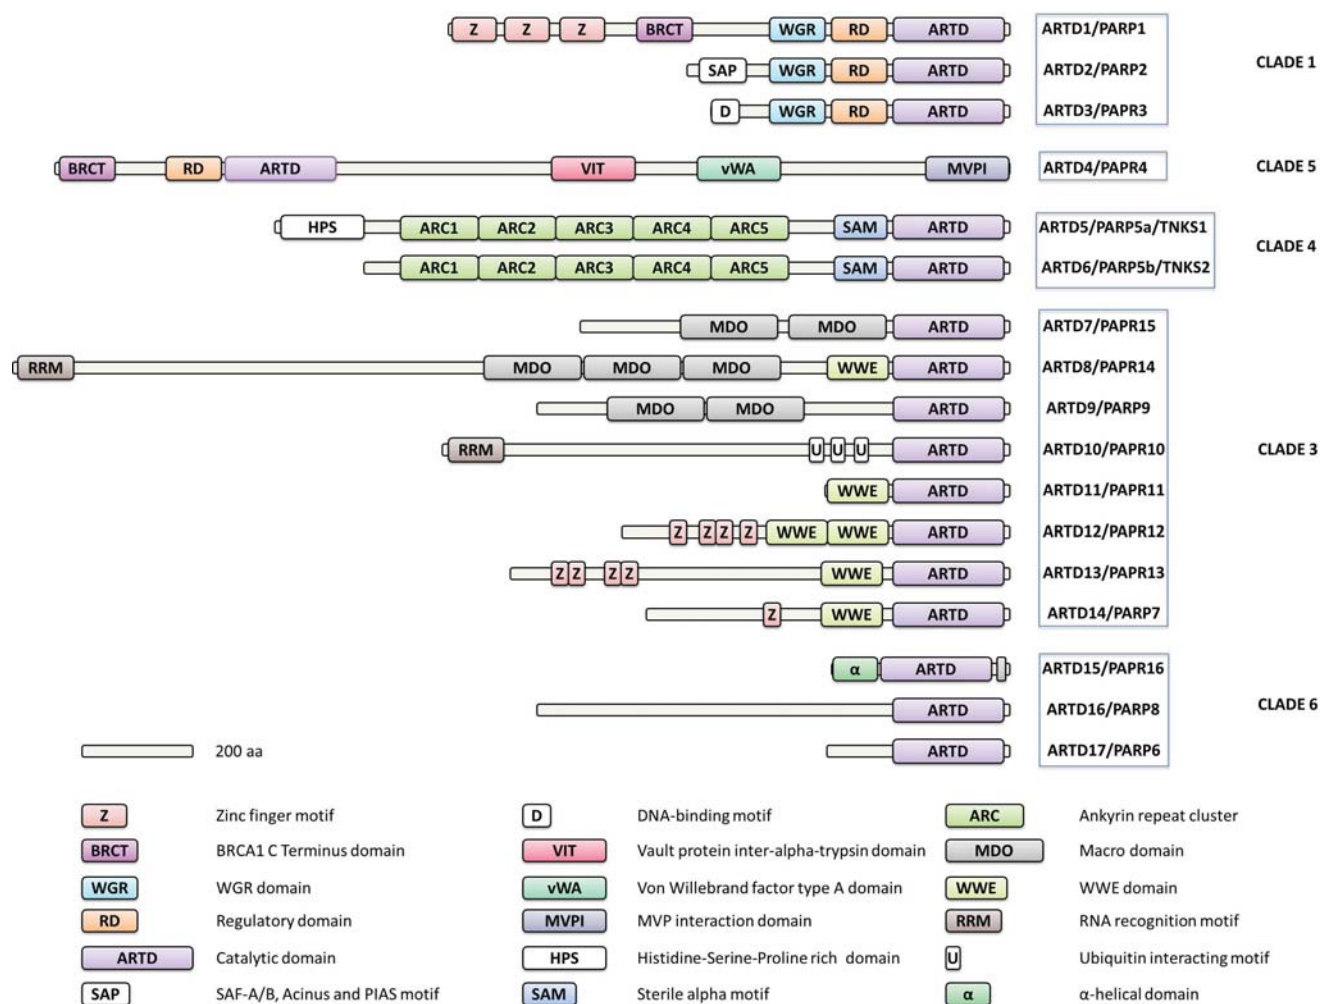 Z Z Z BRCT WGR RD ARTD ARTD1/PARP1
SAP WGR RD ARTD ARTD2/PARP2 CLADE 1
D WGR RD ARTD ARTD3/PAPR3
BRCT RD ARTD VIT vWA MVPI ARTD4/PAPR4 CLADE 5
HPS ARC1 ARC2 ARC3 ARC4 ARC5 SAM ARTD ARTD5/PARP5a/TNKS1
CLADE 4
ARC1 ARC2 ARC3 ARC4 ARC5 SAM ARTD ARTD6/PARP5b/TNKS2
MDO MDO ARTD ARTD7/PAPR15
RRM MDO MDO MDO WWE ARTD ARTD8/PAPR14
MDO MDO ARTD ARTD9/PARP9
RRM U U U ARTD ARTD10/PAPR10 CLADE 3
WWE ARTD ARTD11/PAPR11
Z Z Z Z WWE WWE ARTD ARTD12/PAPR12
Z Z Z Z WWE ARTD ARTD13/PAPR13
Z WWE ARTD ARTD14/PARP7
α ARTD ARTD15/PAPR16
ARTD ARTD16/PARP8 CLADE 6
ARTD ARTD17/PARP6
200 aa
Z Zinc finger motif D DNA-binding motif ARC Ankyrin repeat cluster
BRCT BRCA1 C Terminus domain VIT Vault protein inter-alpha-trypsin domain MDO Macro domain
WGR WGR domain vWA Von Willebrand factor type A domain WWE WWE domain
RD Regulatory domain MVPI MVP interaction domain RRM RNA recognition motif
ARTD Catalytic domain HPS Histidine-Serine-Proline rich domain U Ubiquitin interacting motif
SAP SAF-A/B, Acinus and PIAS motif SAM Sterile alpha motif α α-helical domain